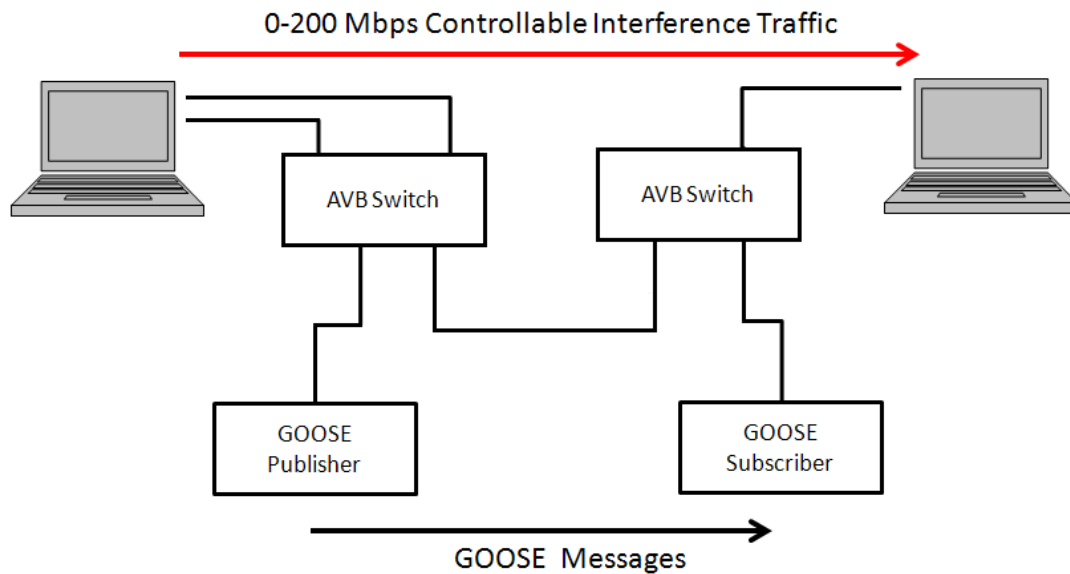 0-200 Mbps Controllable Interference Traffic
AVB Switch
AVB Switch
GOOSE
Publisher
GOOSE
Subscriber
GOOSE Messages